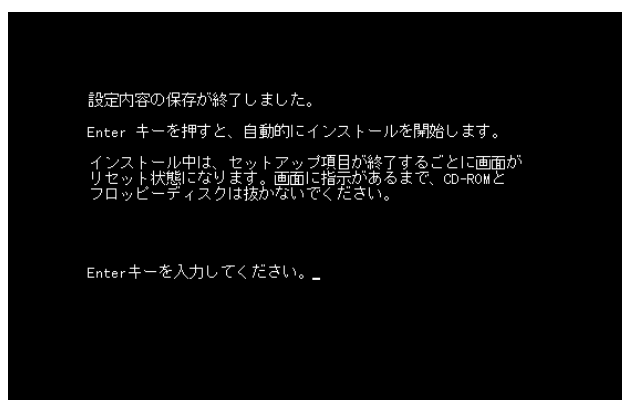 設定内容の保存が終了しました。
Enter キーを押すと、自動的にインストールを開始します。
インストール中は、セットアップ項目が終了するごとに画面が
リセット状態になります。画面に指示があるまで、CD-ROMと
フロッピーディスクは抜かないでください。
Enterキーを入力してください。_